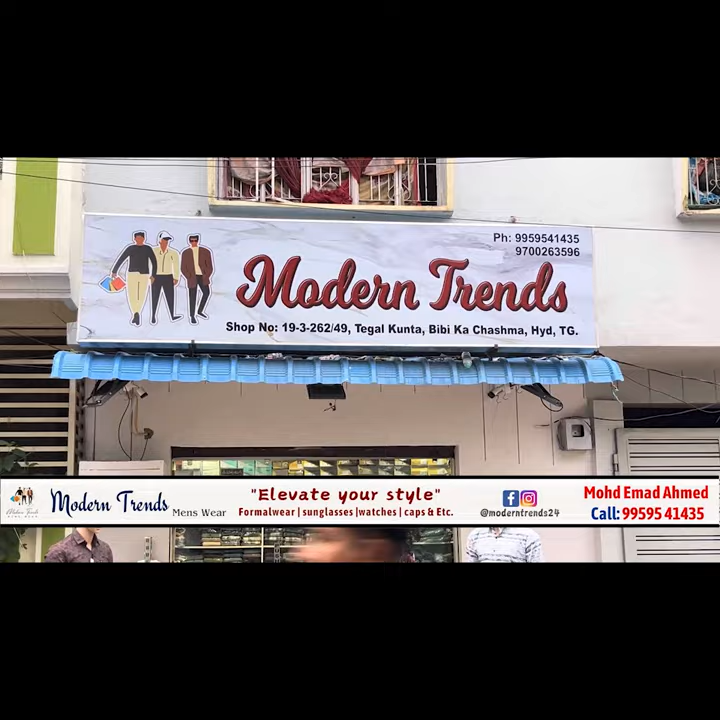 Ph: 9959541435
9700263596
Modern Trends
Shop No: 19-3-262/49, Tegal Kunta, Bibi Ka Chashma, Hyd, TG.
Modern Trends Mens Wear
"Elevate your style"
Formalwear | sunglasses |watches | caps & Etc.
@moderntrends24
Mohd Emad Ahmed
Call: 99595 41435